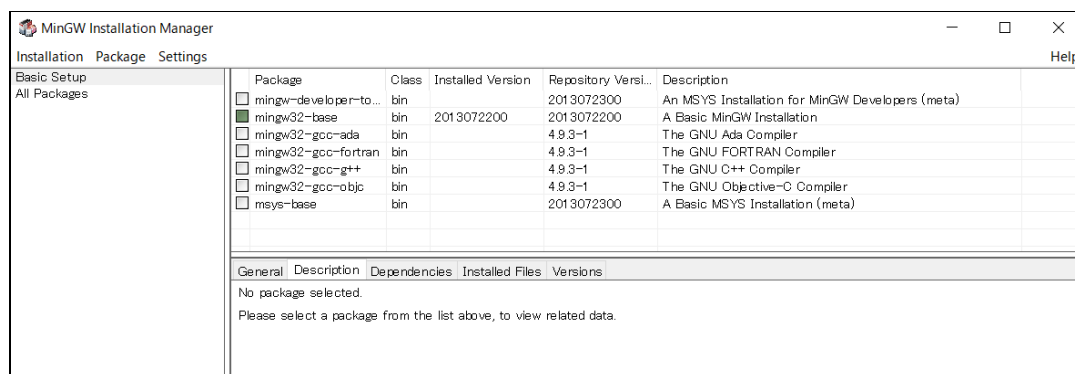 MinGW Installation Manager
Installation Package Settings Help
Basic Setup
All Packages
Package Class Installed Version Repository Versi... Description
mingw-developer-to... bin 2013072300 An MSYS Installation for MinGW Developers (meta)
mingw32-base bin 2013072200 2013072200 A Basic MinGW Installation
mingw32-gcc-ada bin 4.9.3-1 The GNU Ada Compiler
mingw32-gcc-fortran bin 4.9.3-1 The GNU FORTRAN Compiler
mingw32-gcc-g++ bin 4.9.3-1 The GNU C++ Compiler
mingw32-gcc-objc bin 4.9.3-1 The GNU Objective-C Compiler
msys-base bin 2013072300 A Basic MSYS Installation (meta)
General Description Dependencies Installed Files Versions
No package selected.
Please select a package from the list above, to view related data.